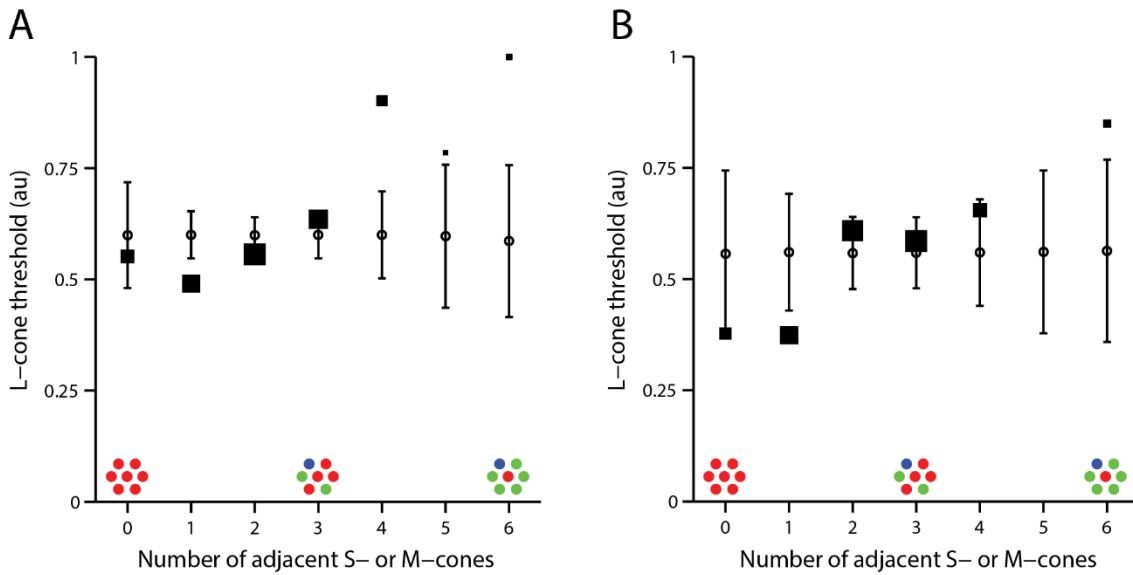 A
L−cone threshold (au)
1
0.75
0.5
0.25
0
0 1 2 3 4 5 6
Number of adjacent S− or M−cones
B
L−cone threshold (au)
1
0.75
0.5
0.25
0
0 1 2 3 4 5 6
Number of adjacent S− or M−cones